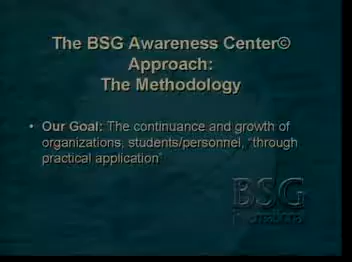 The BSG Awareness Center©
Approach:
The Methodology
• Our Goal: The continuance and growth of
organizations, students/personnel, “through
practical application”
BSG